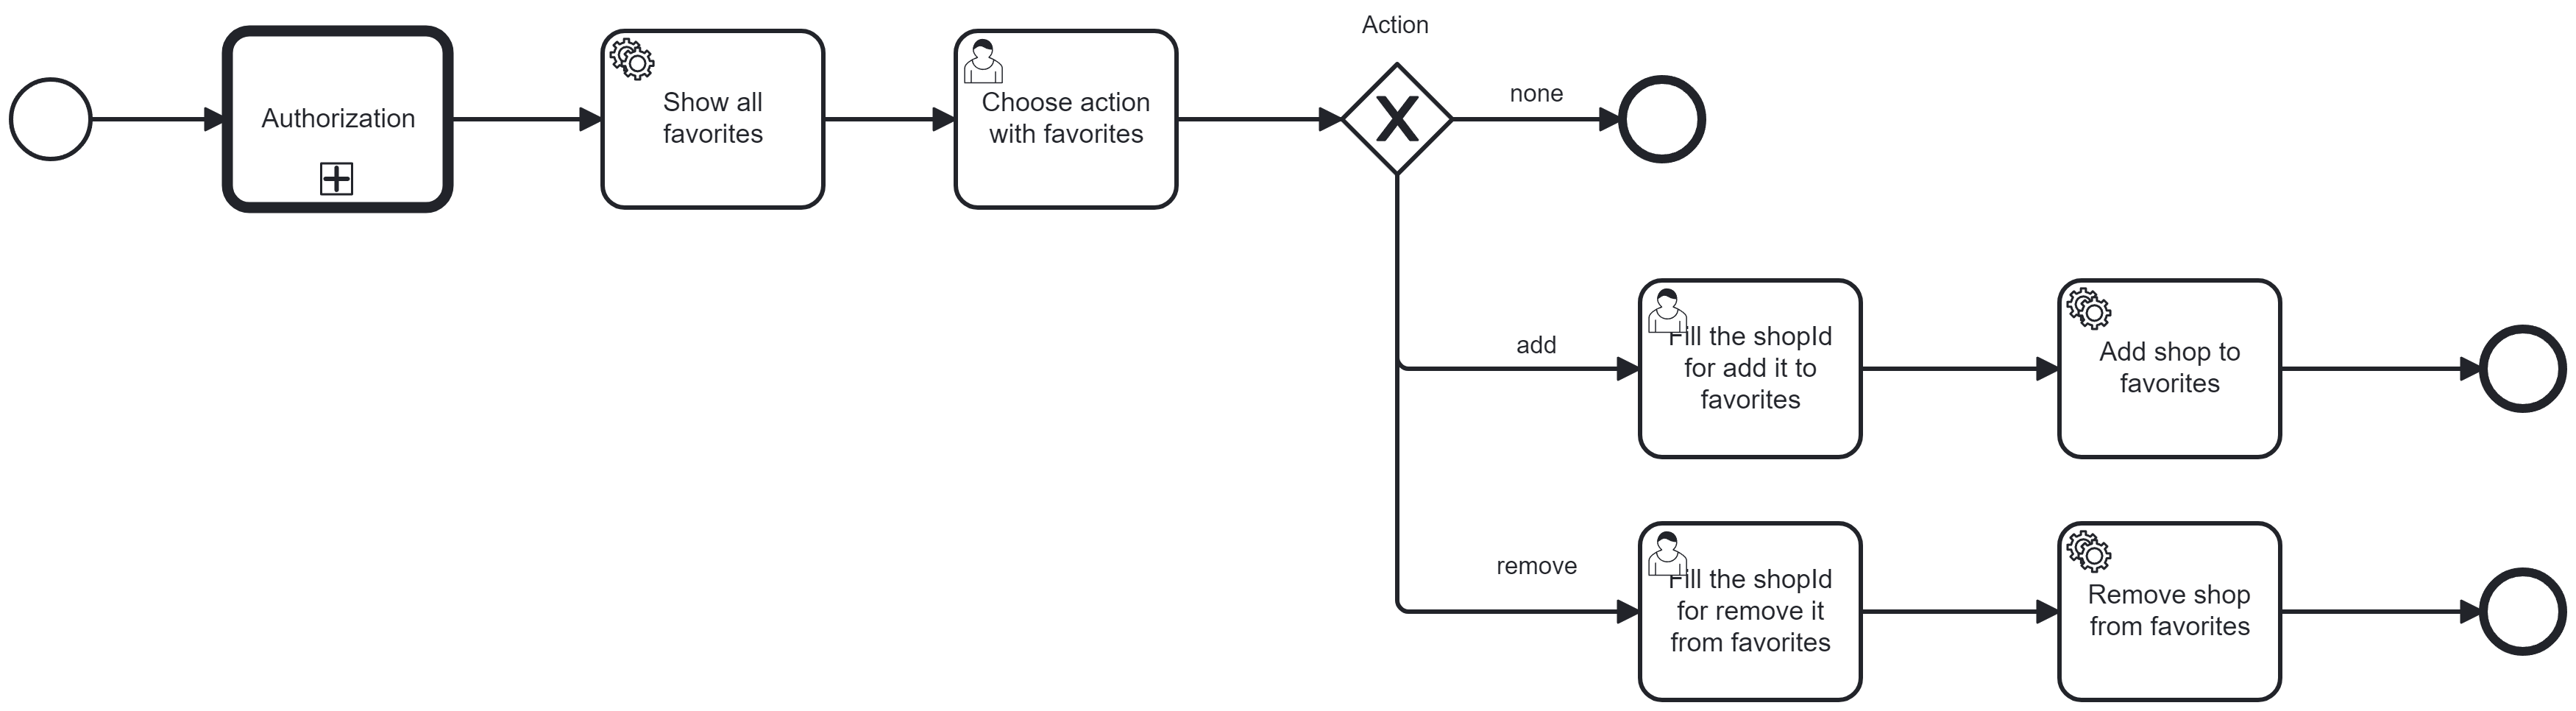 Action
Authorization
Show all
favorites
Choose action
with favorites
none
add
Fill the shopId
for add it to
favorites
Add shop to
favorites
remove
Fill the shopId
for remove it
from favorites
Remove shop
from favorites